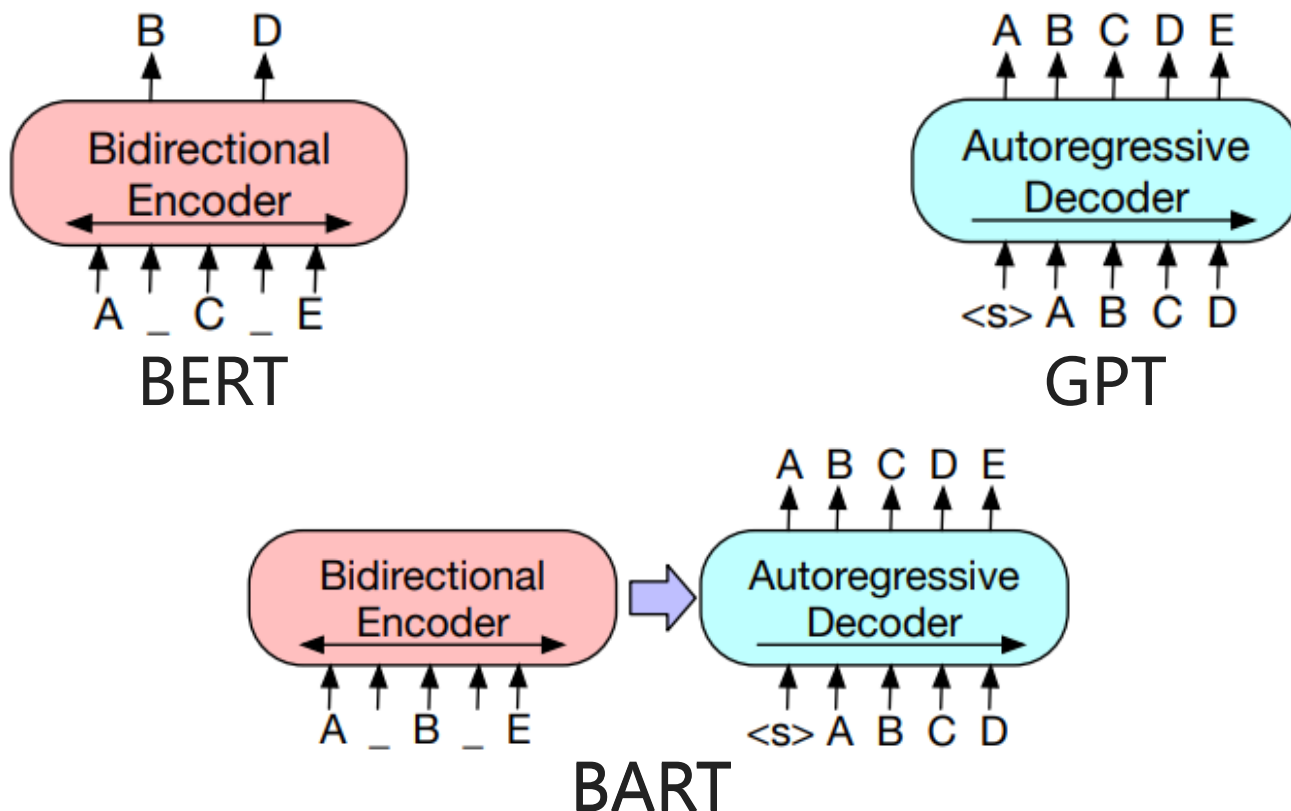 B D
Bidirectional
Encoder
A _ C _ E
BERT
A B C D E
Autoregressive
Decoder
<s> A B C D
GPT
Bidirectional
Encoder
A _ B _ E
A B C D E
Autoregressive
Decoder
<s> A B C D
BART